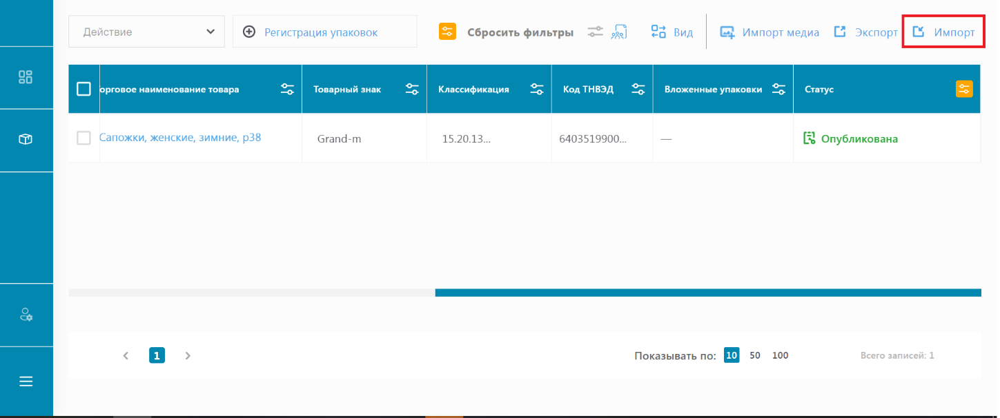 Действие Регистрация упаковок Сбросить фильтры Вид Импорт медиа Экспорт Импорт
орговое наименование товара Товарный знак Классификация Код ТНВЭД Вложенные упаковки Статус
Сапожки, женские, зимние, р38 Grand-m 15.20.13... 6403519900... — Опубликована
1 Показывать по: 10 50 100 Всего записей: 1